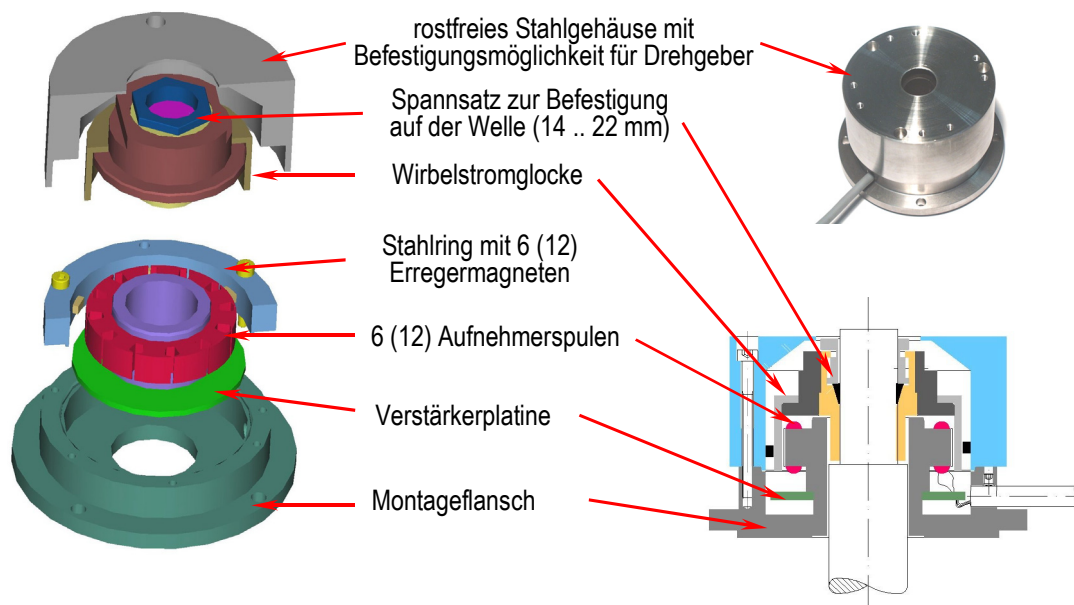 rostfreies Stahlgehäuse mit
Befestigungsmöglichkeit für Drehgeber
Spannsatz zur Befestigung
auf der Welle (14 .. 22 mm)
Wirbelstromglocke
Stahlring mit 6 (12)
Erregermagneten
6 (12) Aufnehmerspulen
Verstärkerplatine
Montageflansch